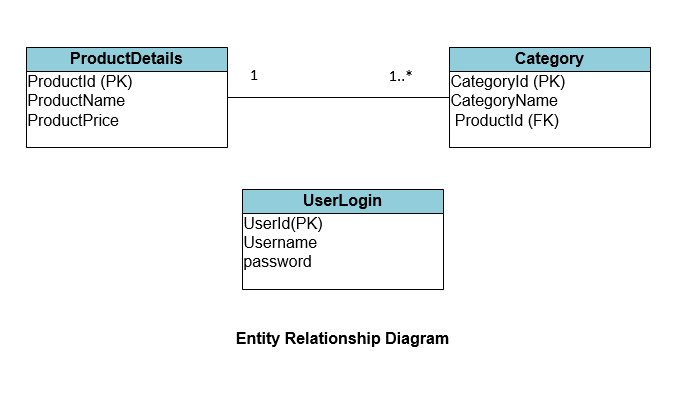 ProductDetails
ProductId (PK)
ProductName
ProductPrice
1
1..*
Category
CategoryId (PK)
CategoryName
ProductId (FK)
UserLogin
UserId(PK)
Username
password
Entity Relationship Diagram